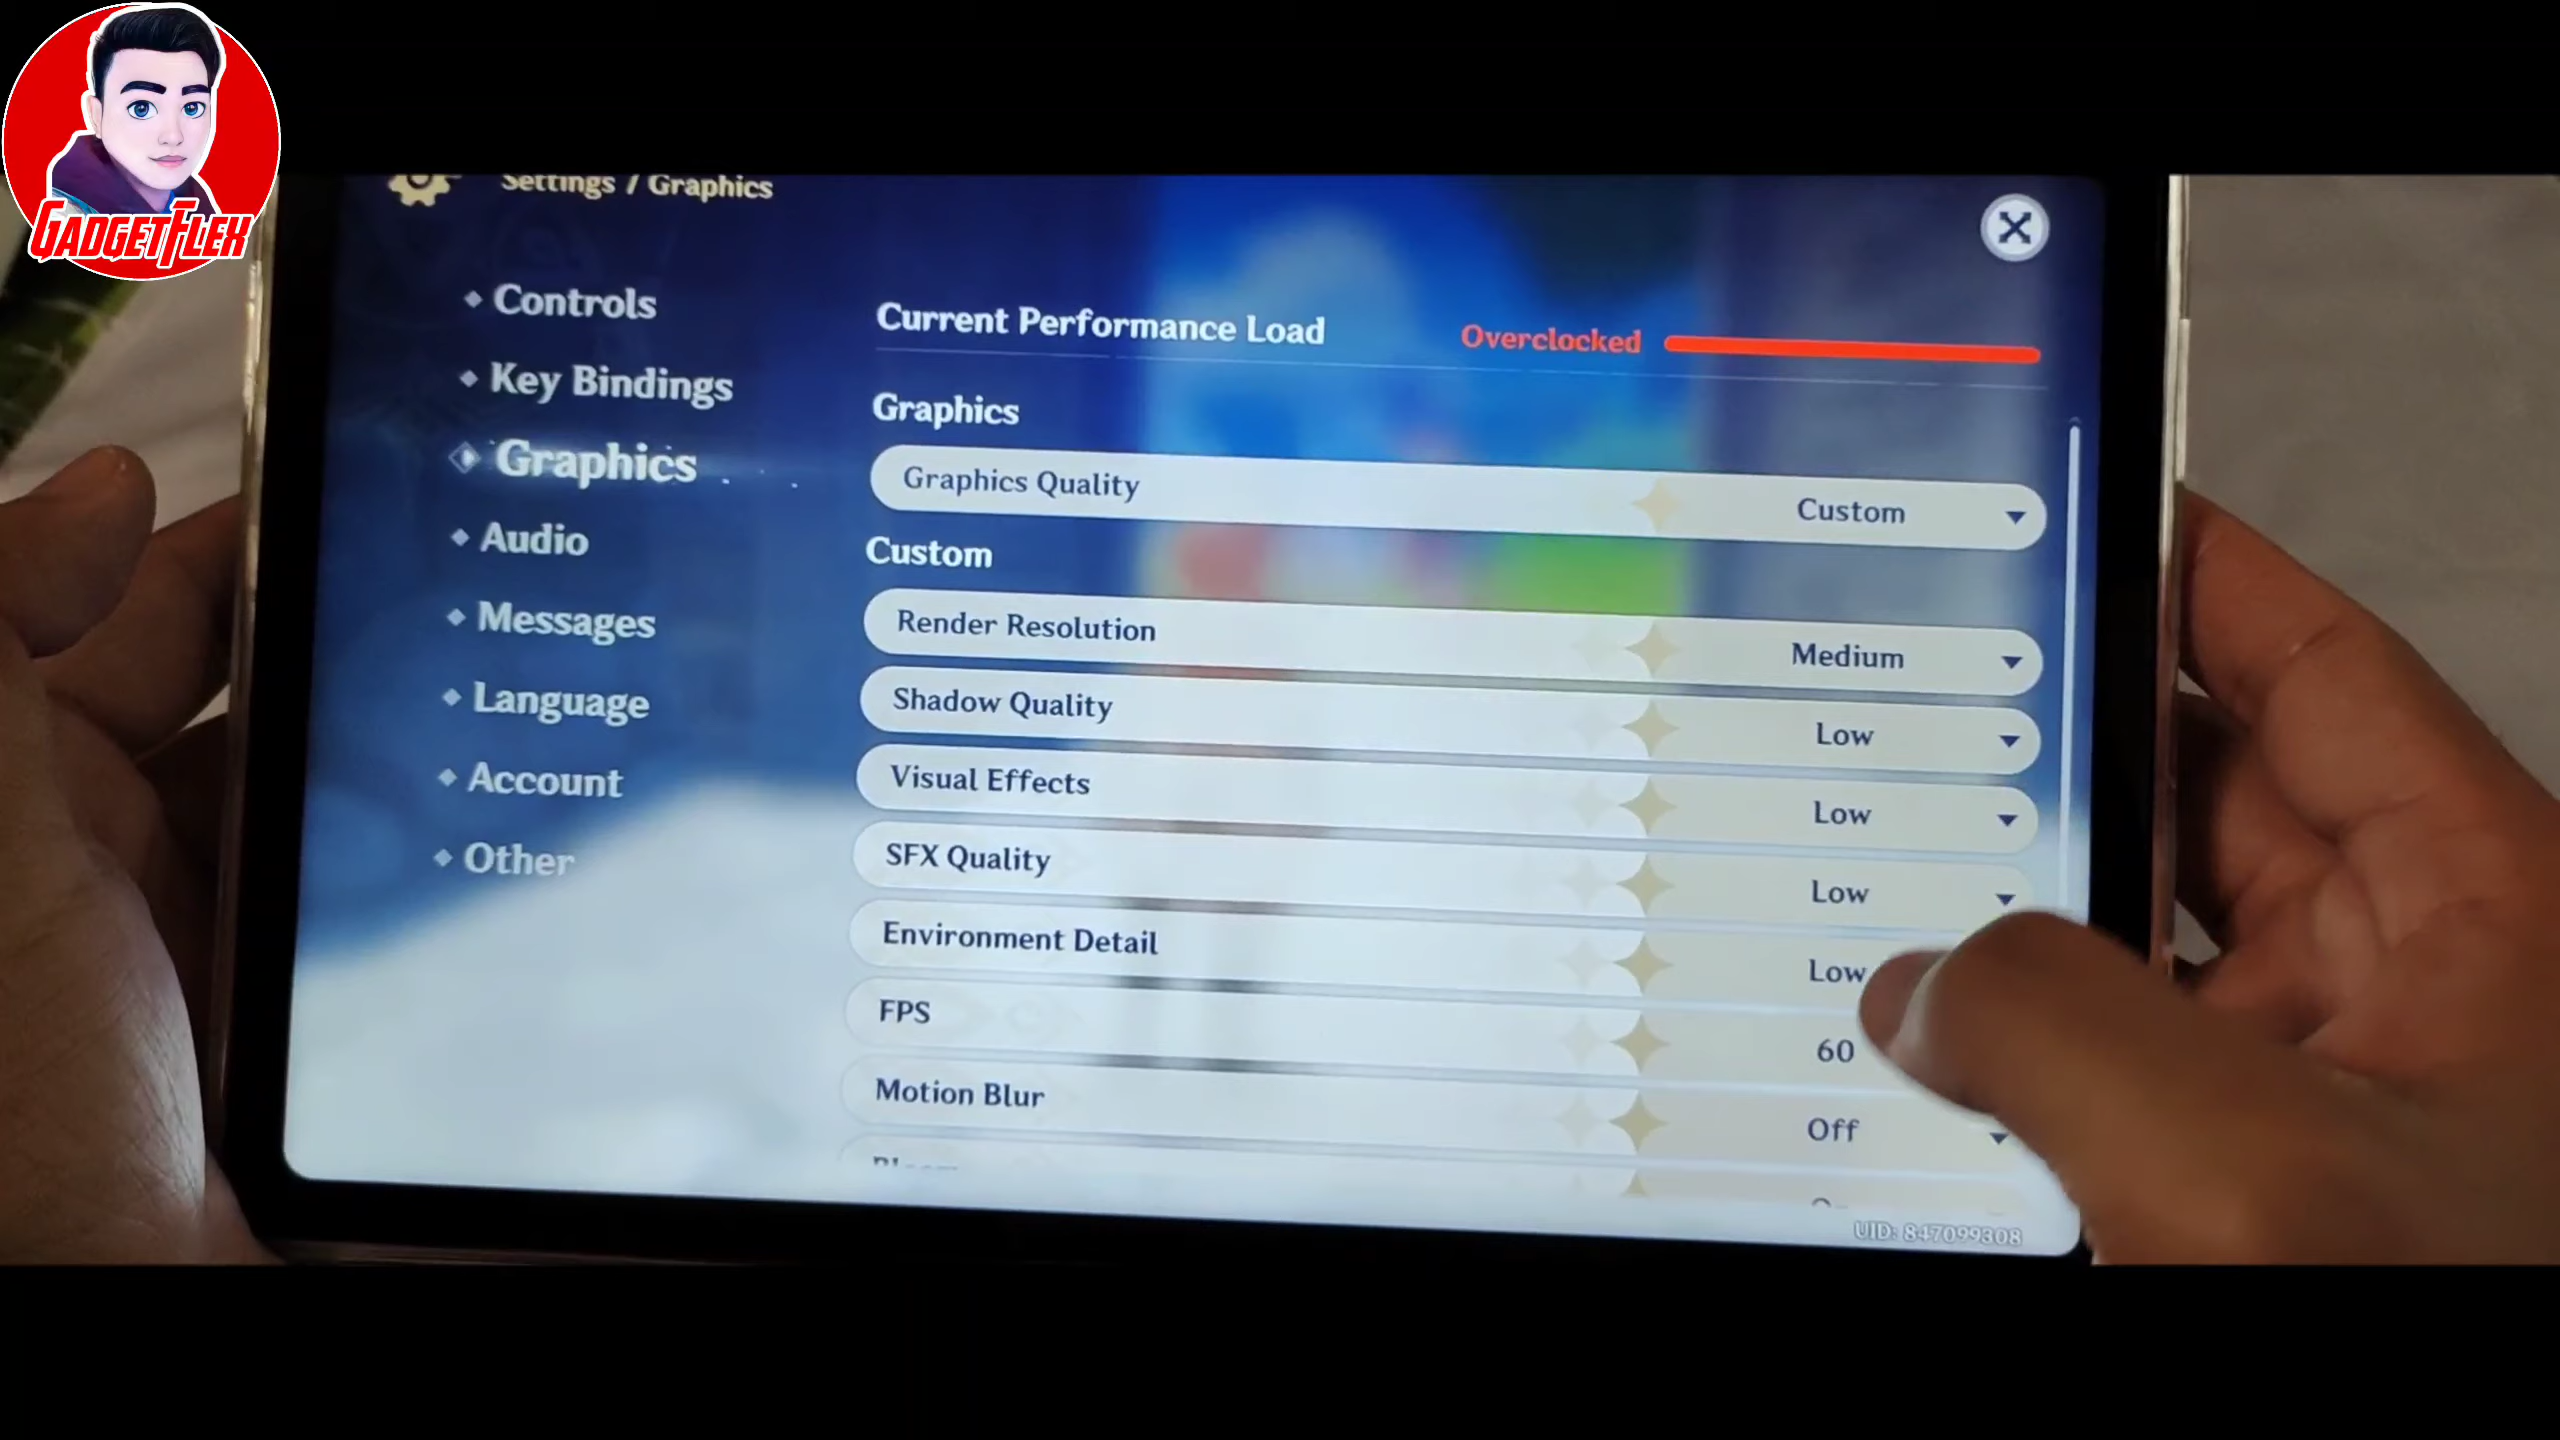 GADGETFLEX
Settings / Graphics
Controls
Key Bindings
Graphics
Audio
Messages
Language
Account
Other
Current Performance Load Overclocked
Graphics
Graphics Quality Custom
Custom
Render Resolution Medium
Shadow Quality Low
Visual Effects Low
SFX Quality Low
Environment Detail Low
FPS 60
Motion Blur Off
UID: 847099308